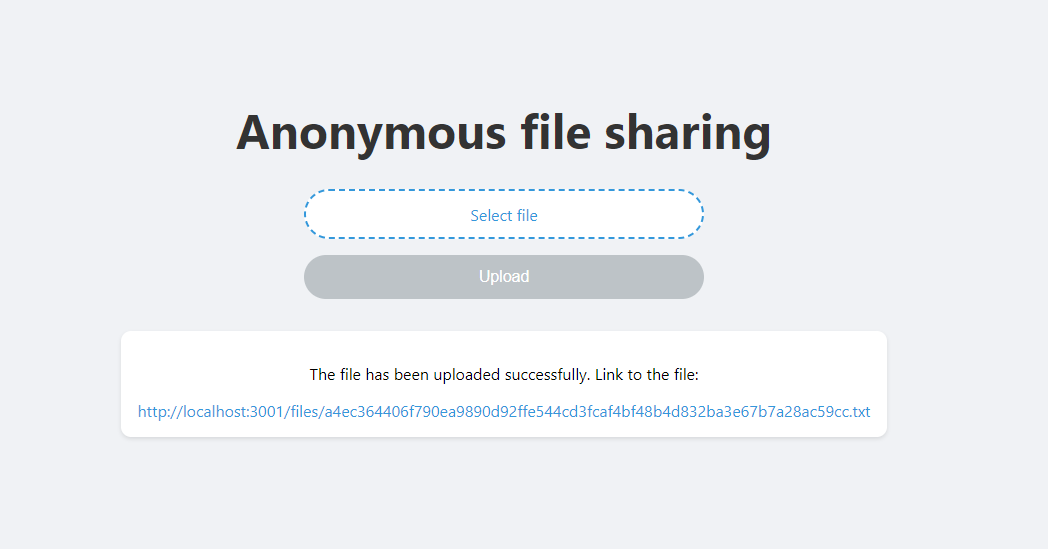 Anonymous file sharing
Select file
Upload
The file has been uploaded successfully. Link to the file:
http://localhost:3001/files/a4ec364406f790ea9890d92ffe544cd3fcaf4bf48b4d832ba3e67b7a28ac59cc.txt